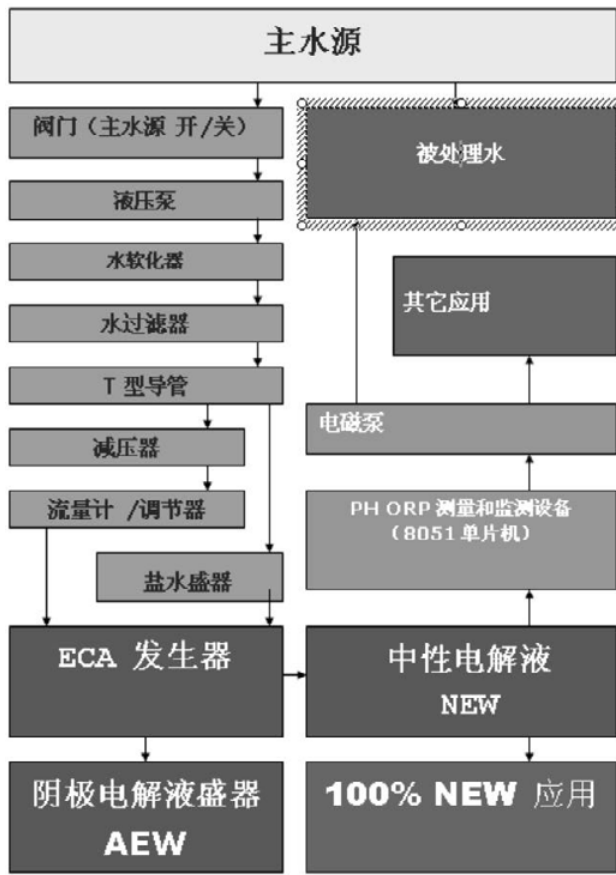 主水源
阀门（主水源 开/关）
液压泵
水软化器
水过滤器
T 型导管
减压器
流量计 /调节器
盐水盛器
ECA 发生器
阴极电解液盛器
AEW
被处理水
其它应用
电磁泵
PH ORP 测量和监测设备
（8051 单片机）
中性电解液
NEW
100% NEW 应用